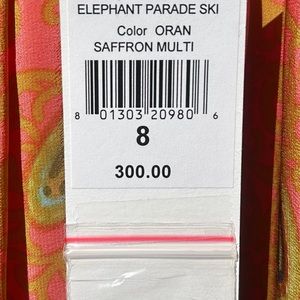 ELEPHANT PARADE SKI
Color ORAN
SAFFRON MULTI
8 01303 20980 6
8
300.00